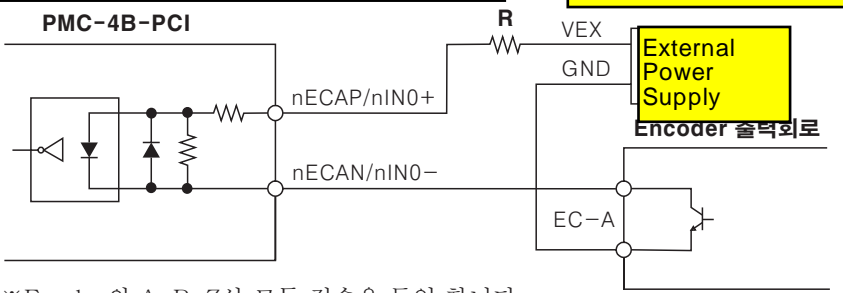 PMC-4B-PCI
R
VEX
External
Power
Supply
GND
nECAP/nIN0+
Encoder 출력회로
nECAN/nIN0-
EC-A